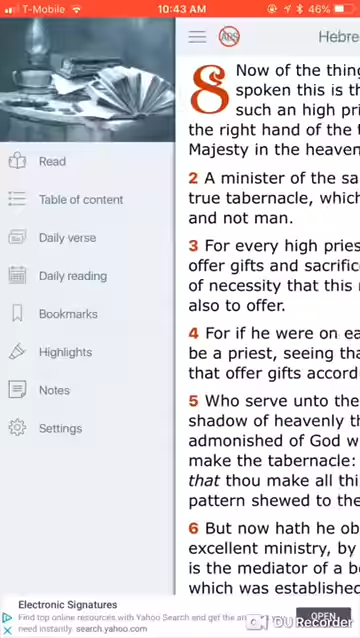 T-Mobile
10:43 AM
46%
ADS
Hebre
Read
Table of content
Daily verse
Daily reading
Bookmarks
Highlights
Notes
Settings
8 Now of the thing
spoken this is th
such an high pri
the right hand of the t
Majesty in the heaven
2 A minister of the sa
true tabernacle, which
and not man.
3 For every high pries
offer gifts and sacrifice
of necessity that this m
also to offer.
4 For if he were on ea
be a priest, seeing tha
that offer gifts accordi
5 Who serve unto the
shadow of heavenly th
admonished of God w
make the tabernacle:
that thou make all thi
pattern shewed to the
6 But now hath he ob
excellent ministry, by
is the mediator of a be
which was established
Electronic Signatures
Find top online resources with Yahoo Search and get the
need instantly. search.yahoo.com
OPEN
DU Recorder